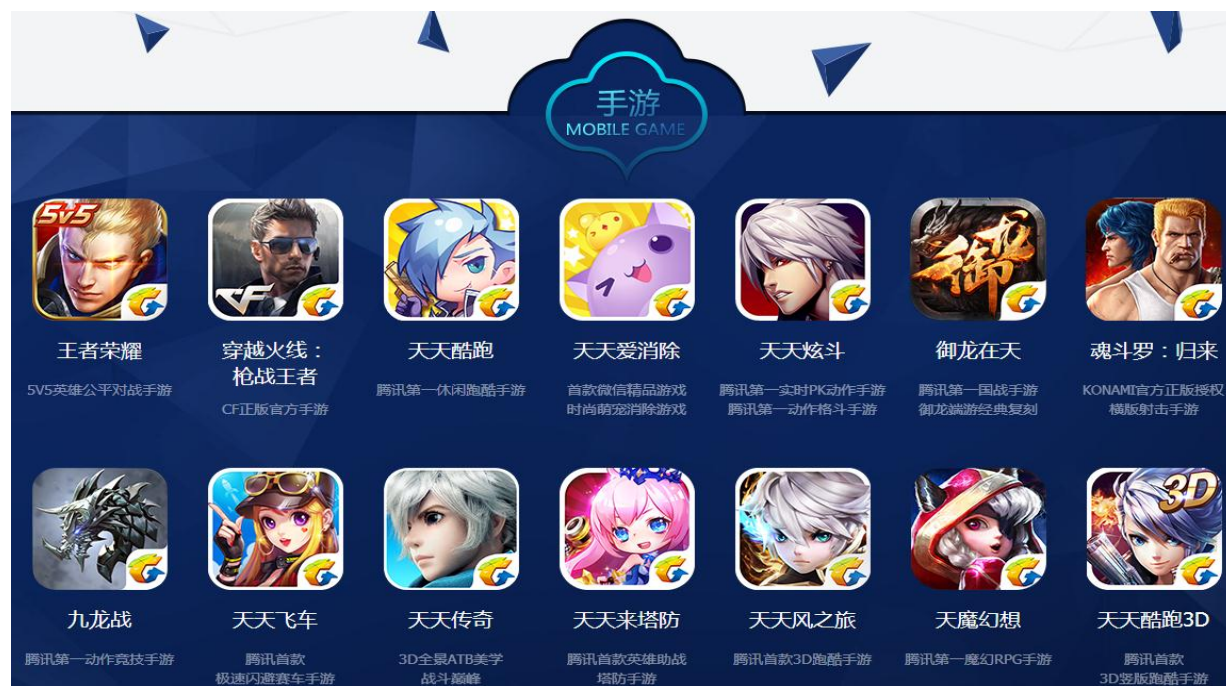 手游
MOBILE GAME
5v5
CF
御龙
王者荣耀
穿越火线：
枪战王者
天天酷跑
天天爱消除
天天炫斗
御龙在天
魂斗罗：归来
5V5英雄公平对战手游
CF正版官方手游
腾讯第一休闲跑酷手游
首款微信精品游戏
时尚萌宠消除游戏
腾讯第一实时PK动作手游
腾讯第一动作格斗手游
腾讯第一国战手游
御龙端游经典复刻
KONAMI官方正版授权
横版射击手游
3D
九龙战
天天飞车
天天传奇
天天来塔防
天天风之旅
天魔幻想
天天酷跑3D
腾讯第一动作竞技手游
腾讯首款
极速闪避赛车手游
3D全景ATB美学
战斗巅峰
腾讯首款英雄助战
塔防手游
腾讯首款3D跑酷手游
腾讯第一魔幻RPG手游
腾讯首款
3D竖版跑酷手游